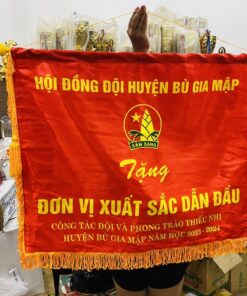 HỘI ĐỒNG ĐỘI HUYỆN BÙ GIA MẬP
SẴN SÀNG
Tặng
ĐƠN VỊ XUẤT SẮC DẪN ĐẦU
CÔNG TÁC ĐỘI VÀ PHONG TRÀO THIẾU NHI
HUYỆN BÙ GIA MẬP NĂM HỌC 2023 - 2024